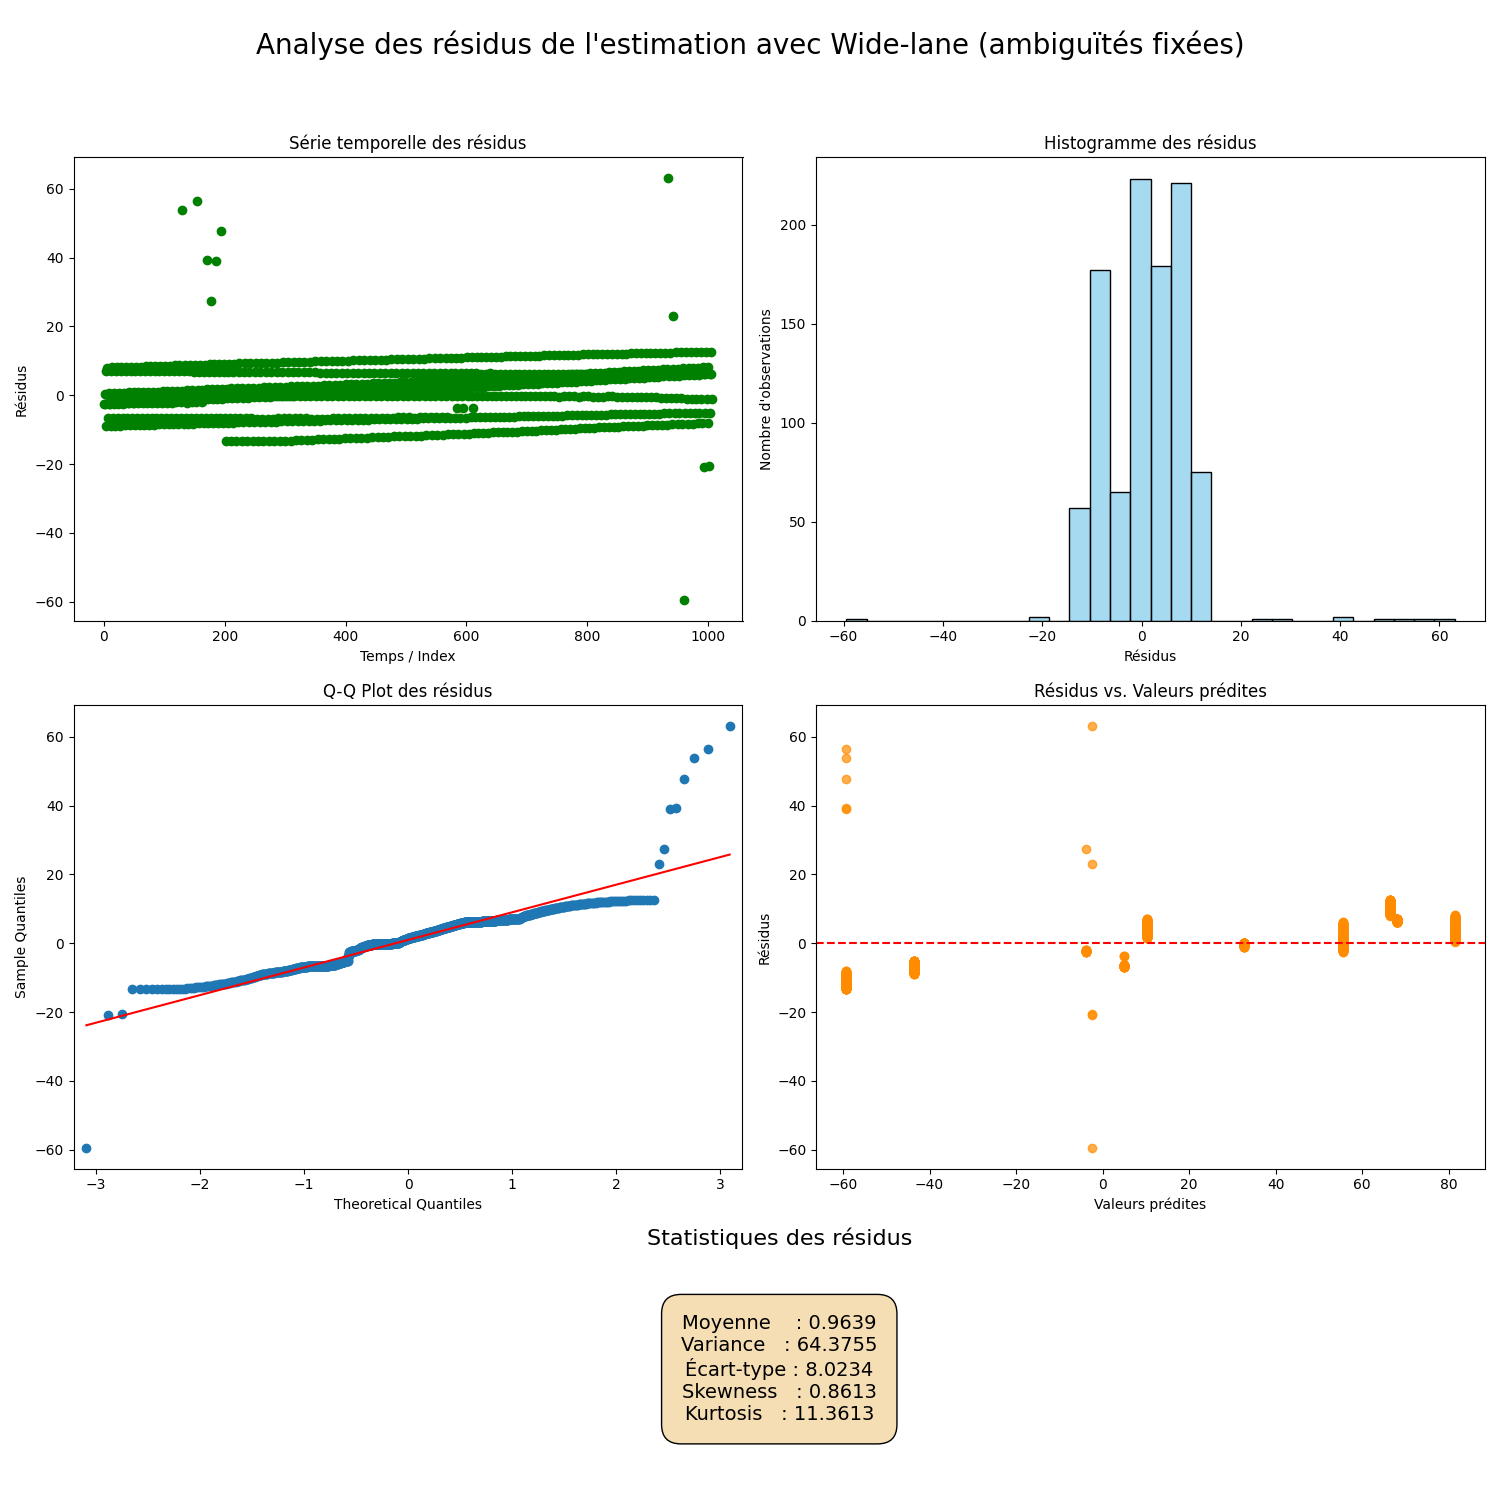 Analyse des résidus de l'estimation avec Wide-lane (ambiguïtés fixées)
Série temporelle des résidus
60
40
20
0
−20
−40
−60
Résidus
0 200 400 600 800 1000
Temps / Index
Histogramme des résidus
200
150
100
50
0
Nombre d'observations
−60 −40 −20 0 20 40 60
Résidus
Q-Q Plot des résidus
60
40
20
0
−20
−40
−60
Sample Quantiles
−3 −2 −1 0 1 2 3
Theoretical Quantiles
Résidus vs. Valeurs prédites
60
40
20
0
−20
−40
−60
Résidus
−60 −40 −20 0 20 40 60 80
Valeurs prédites
Statistiques des résidus
Moyenne : 0.9639
Variance : 64.3755
Écart-type : 8.0234
Skewness : 0.8613
Kurtosis : 11.3613